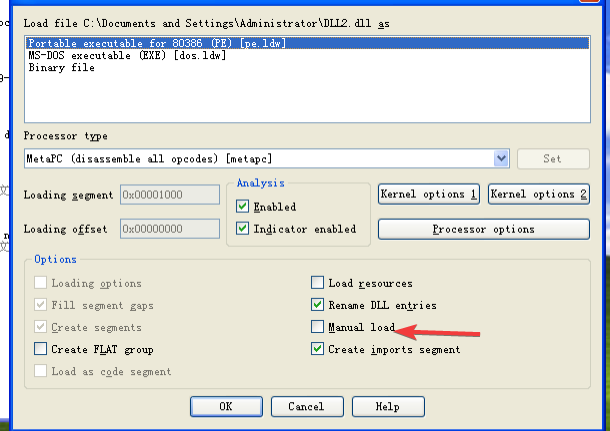 Load file C:\Documents and Settings\Administrator\DLL2.dll as
Portable executable for 80386 (PE) [pe.ldw]
MS-DOS executable (EXE) [dos.ldw]
Binary file
Processor type
MetaPC (disassemble all opcodes) [metapc]
Set
Loading segment 0x00001000
Loading offset 0x00000000
Analysis
Enabled
Indicator enabled
Kernel options 1
Kernel options 2
Processor options
Options
Loading options
Fill segment gaps
Create segments
Create FLAT group
Load as code segment
Load resources
Rename DLL entries
Manual load
Create imports segment
OK
Cancel
Help